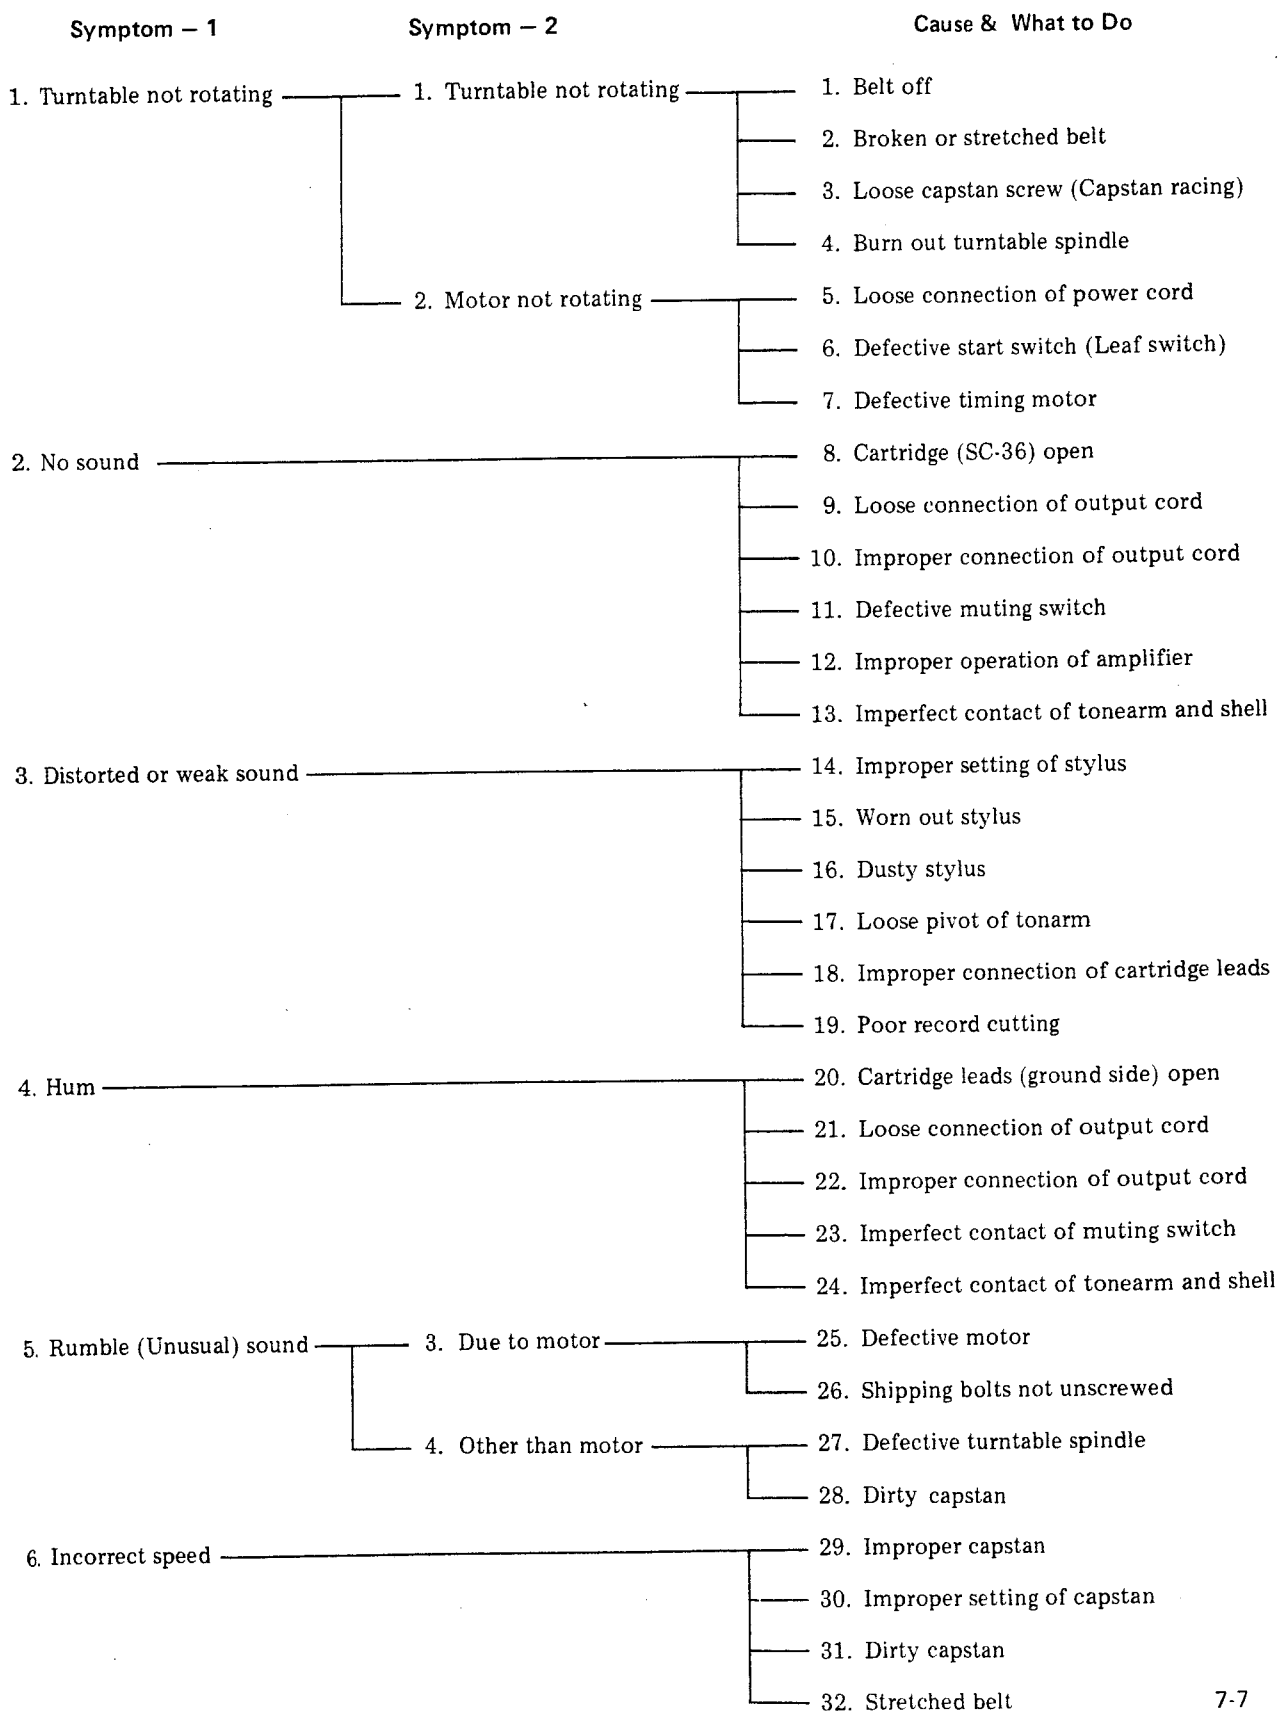 Symptom — 1 Symptom — 2 Cause & What to Do
1. Turntable not rotating 1. Turntable not rotating 1. Belt off
2. Broken or stretched belt
3. Loose capstan screw (Capstan racing)
4. Burn out turntable spindle
2. Motor not rotating 5. Loose connection of power cord
6. Defective start switch (Leaf switch)
7. Defective timing motor
2. No sound 8. Cartridge (SC-36) open
9. Loose connection of output cord
10. Improper connection of output cord
11. Defective muting switch
12. Improper operation of amplifier
13. Imperfect contact of tonearm and shell
3. Distorted or weak sound 14. Improper setting of stylus
15. Worn out stylus
16. Dusty stylus
17. Loose pivot of tonarm
18. Improper connection of cartridge leads
19. Poor record cutting
4. Hum 20. Cartridge leads (ground side) open
21. Loose connection of output cord
22. Improper connection of output cord
23. Imperfect contact of muting switch
24. Imperfect contact of tonearm and shell
5. Rumble (Unusual) sound 3. Due to motor 25. Defective motor
26. Shipping bolts not unscrewed
4. Other than motor 27. Defective turntable spindle
28. Dirty capstan
6. Incorrect speed 29. Improper capstan
30. Improper setting of capstan
31. Dirty capstan
32. Stretched belt 7-7